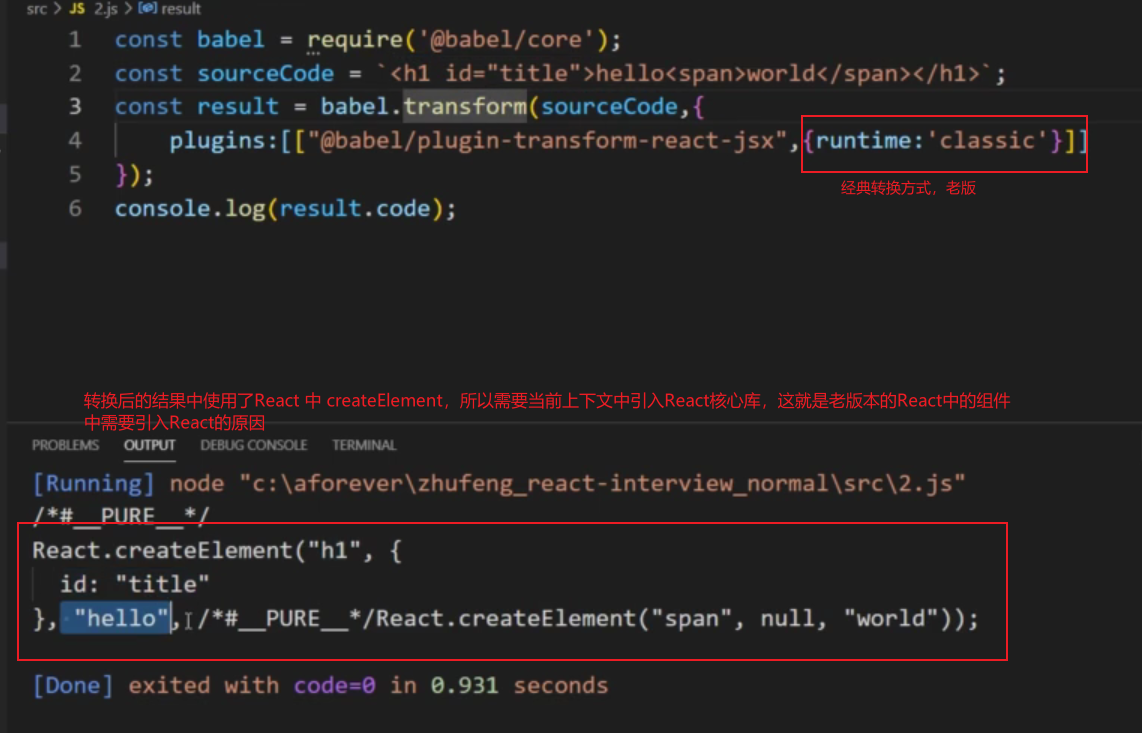 src > JS 2.js > result
1 const babel = require('@babel/core');
2 const sourceCode = `<h1 id="title">hello<span>world</span></h1>`;
3 const result = babel.transform(sourceCode,{
4 plugins:[["@babel/plugin-transform-react-jsx",{runtime:'classic'}]]
5 });
6 console.log(result.code);
经典转换方式，老版
转换后的结果中使用了React 中 createElement，所以需要当前上下文中引入React核心库，这就是老版本的React中的组件
中需要引入React的原因
PROBLEMS OUTPUT DEBUG CONSOLE TERMINAL
[Running] node "c:\aforever\zhufeng_react-interview_normal\src\2.js"
/*#__PURE__*/
React.createElement("h1", {
id: "title"
}, "hello", /*#__PURE__*/React.createElement("span", null, "world"));
[Done] exited with code=0 in 0.931 seconds